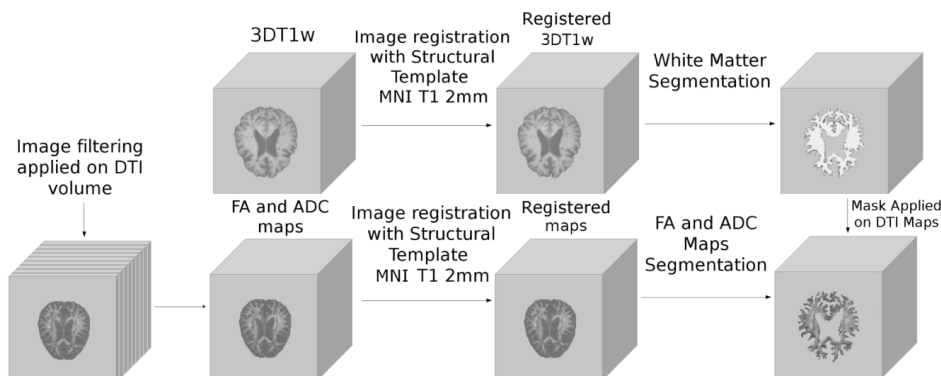 3DT1w
Image registration
with Structural
Template
MNI T1 2mm
Registered
3DT1w
White Matter
Segmentation
Image filtering
applied on DTI
volume
FA and ADC
maps
Image registration
with Structural
Template
MNI T1 2mm
Registered
maps
FA and ADC
Maps
Segmentation
Mask Applied
on DTI Maps